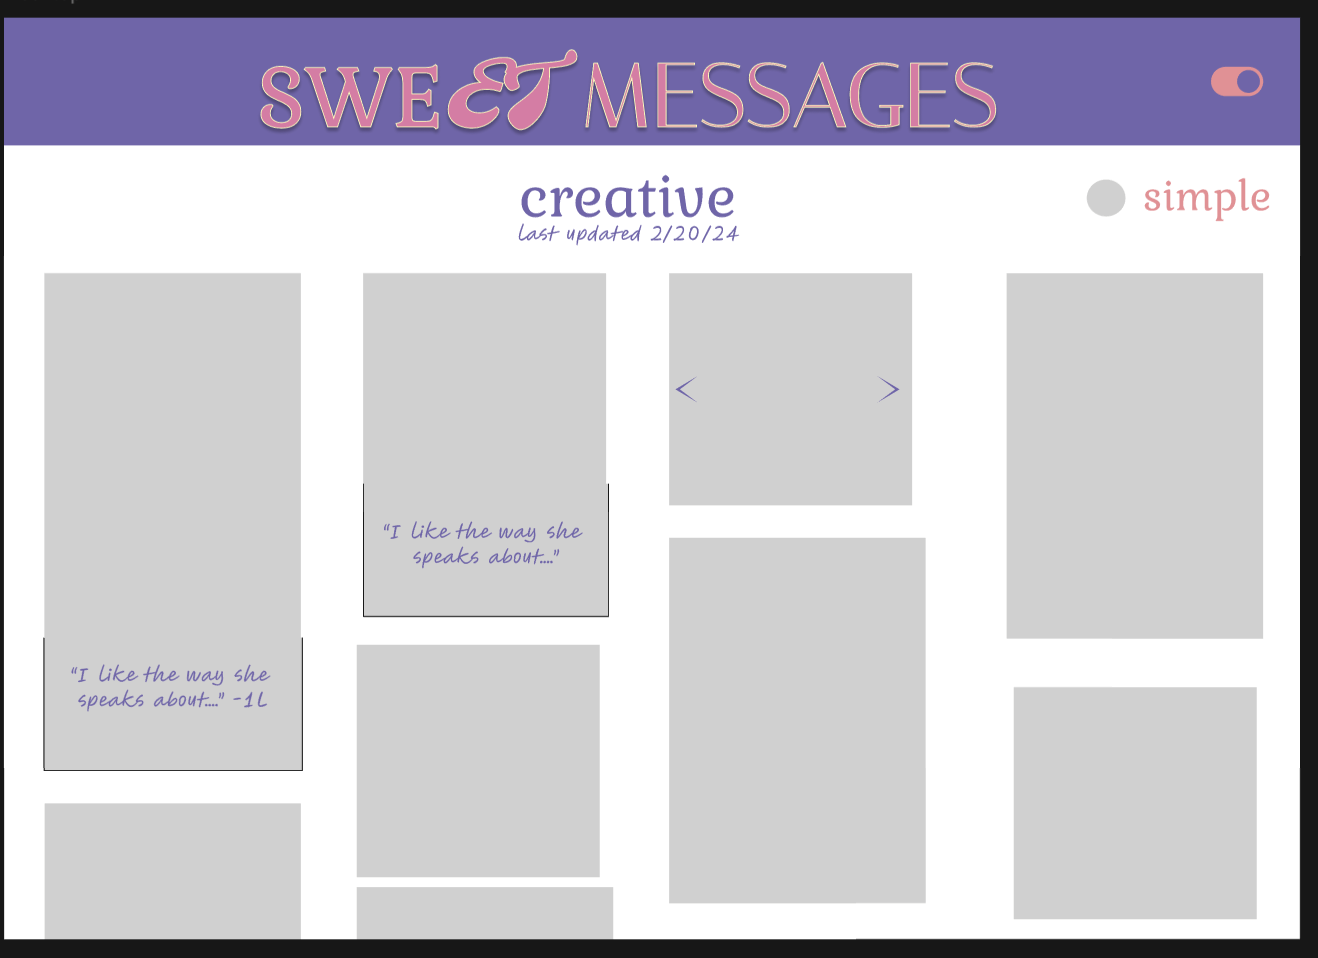 SWEET MESSAGES
creative
last updated 2/20/24
simple
"I like the way she
speaks about...."
"I like the way she
speaks about...." -1L